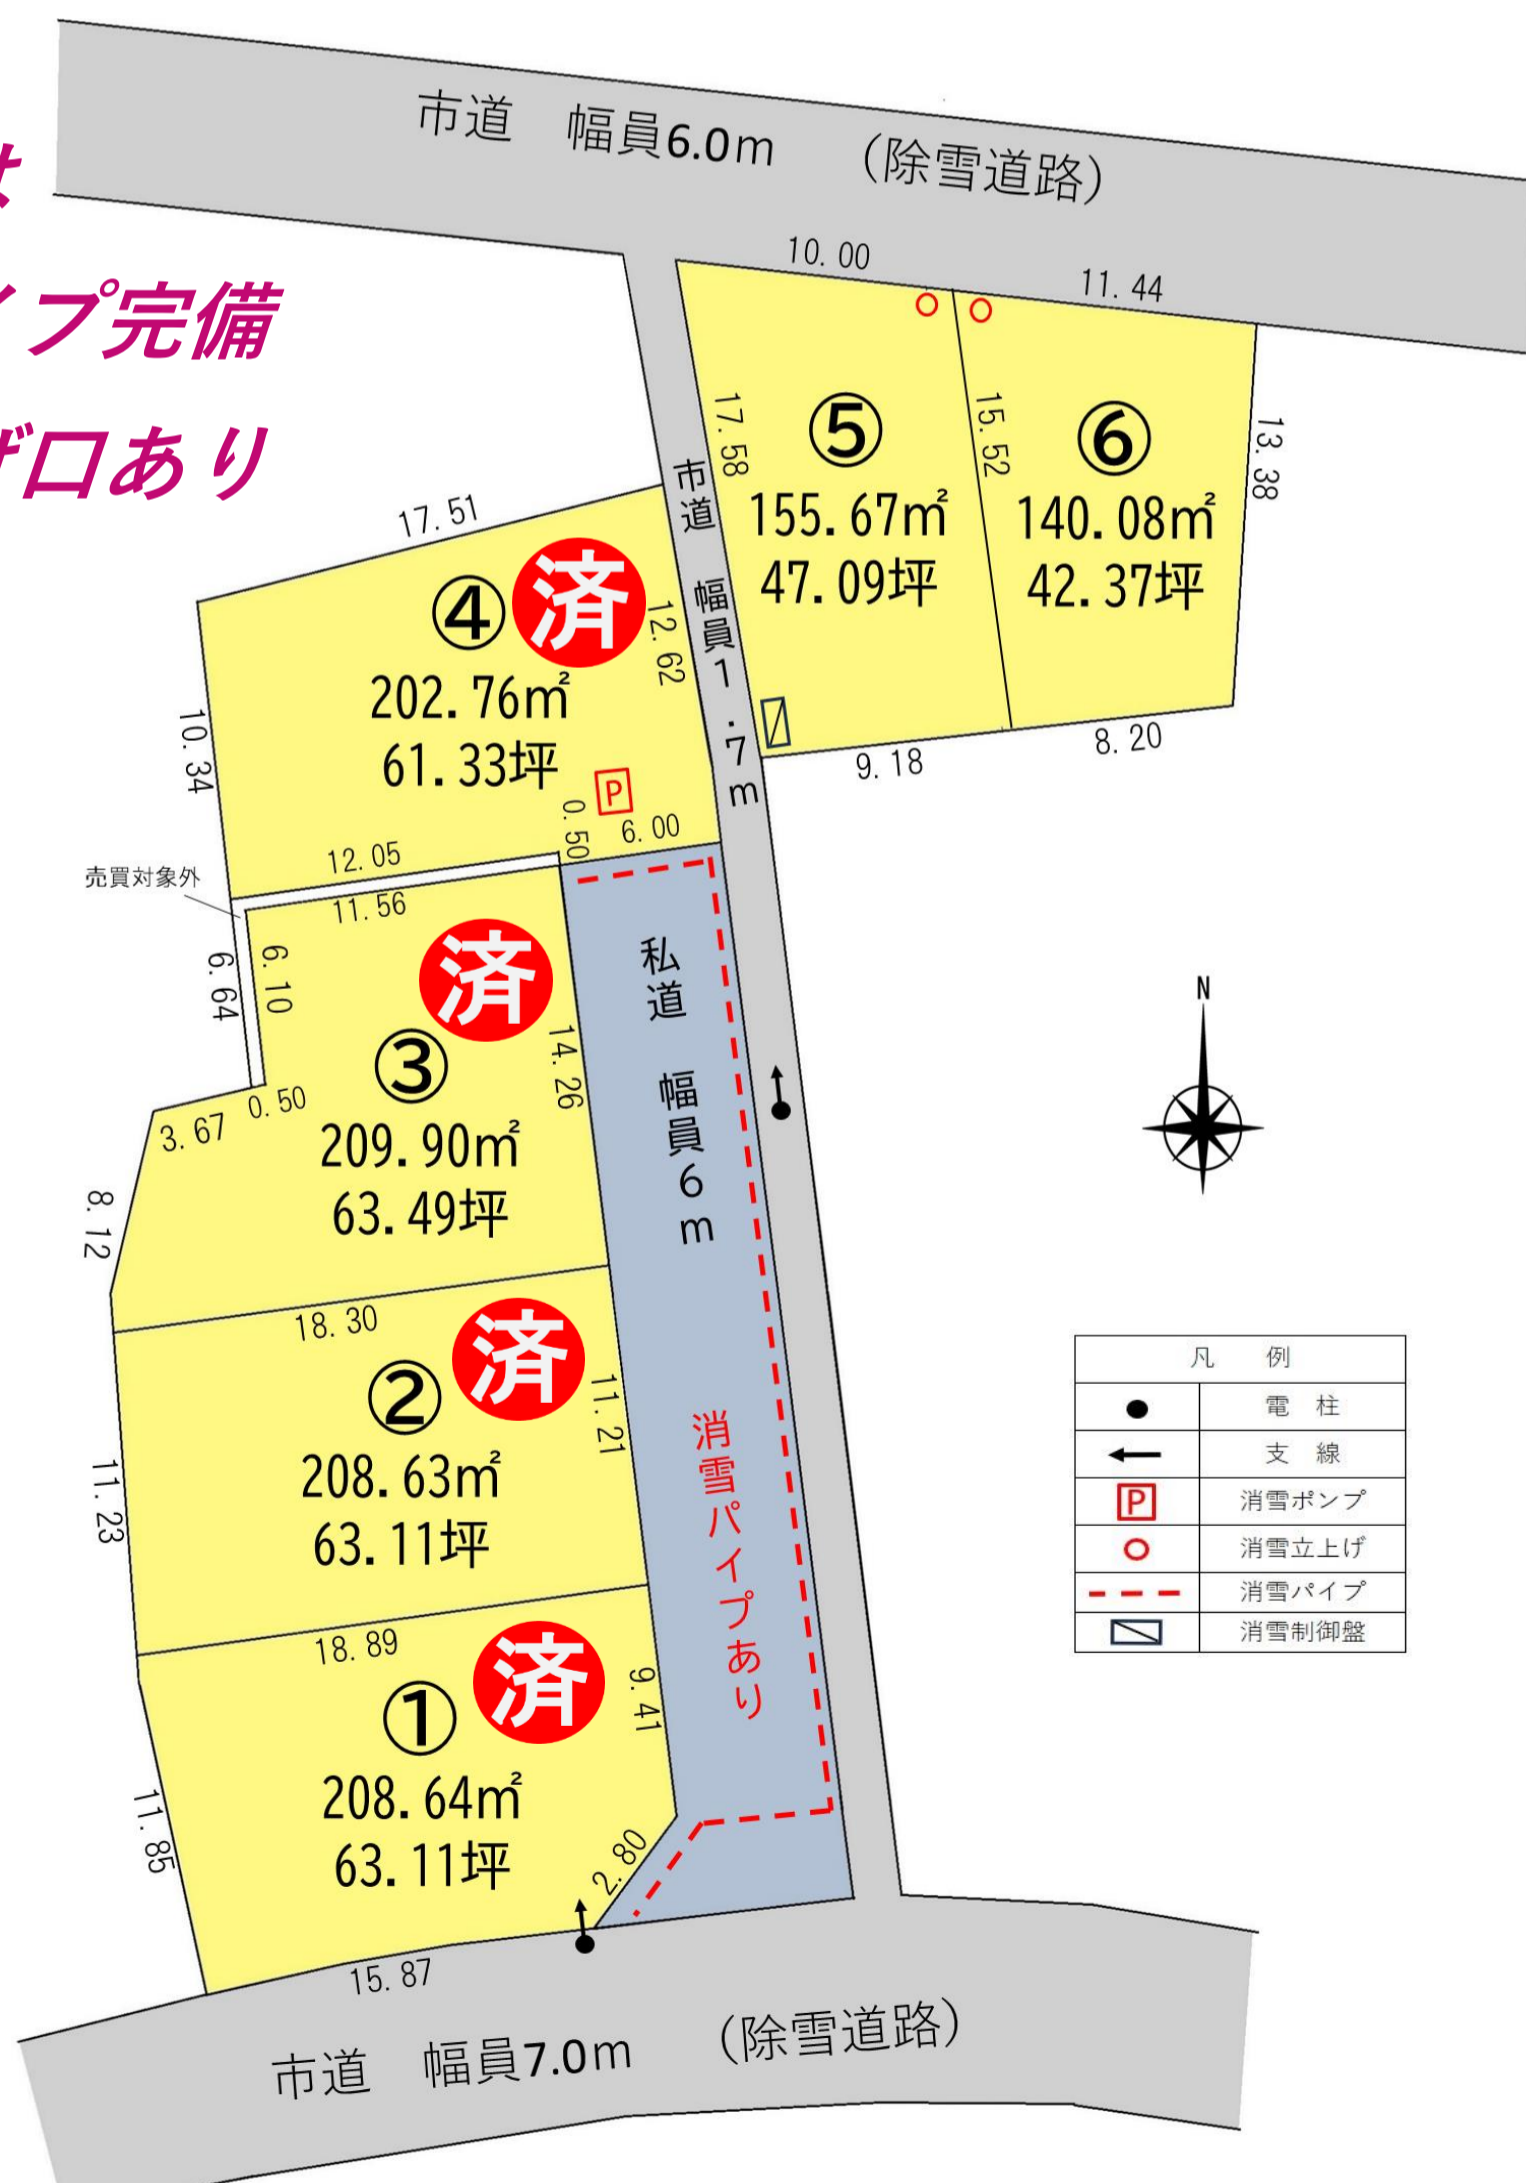 市道　幅員6.0m　（除雪道路）
は
イプ完備
げ口あり
10.00
11.44
17.58
15.52
13.38
⑤
155.67㎡
47.09坪
⑥
140.08㎡
42.37坪
9.18
8.20
市道　幅員1.7m
17.51
④
済
202.76㎡
61.33坪
12.62
10.34
P
0.50
6.00
12.05
売買対象外
11.56
6.10
6.64
済
③
209.90㎡
63.49坪
14.26
0.50
3.67
8.12
私道　幅員6m
消雪パイプあり
18.30
済
②
208.63㎡
63.11坪
11.21
11.23
18.89
済
①
208.64㎡
63.11坪
9.41
11.85
2.80
15.87
市道　幅員7.0m　（除雪道路）
N
凡　例
電　柱
支　線
P 消雪ポンプ
消雪立上げ
消雪パイプ
消雪制御盤